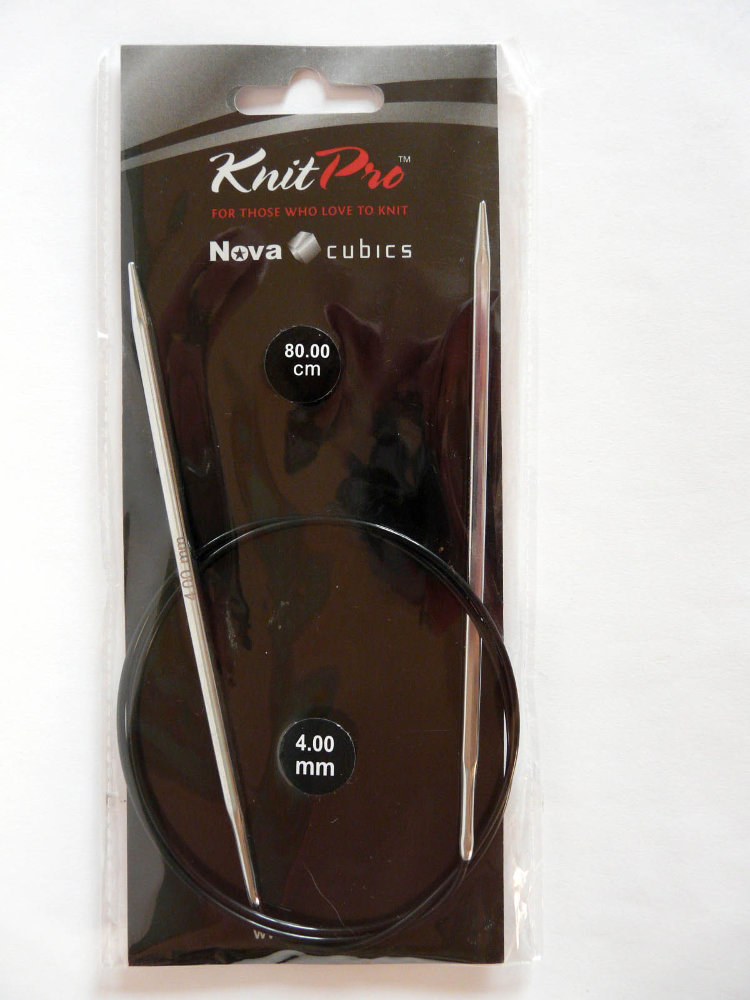 KnitPro™
FOR THOSE WHO LOVE TO KNIT
Nova cubics
80.00
cm
4.00 mm
4.00
mm